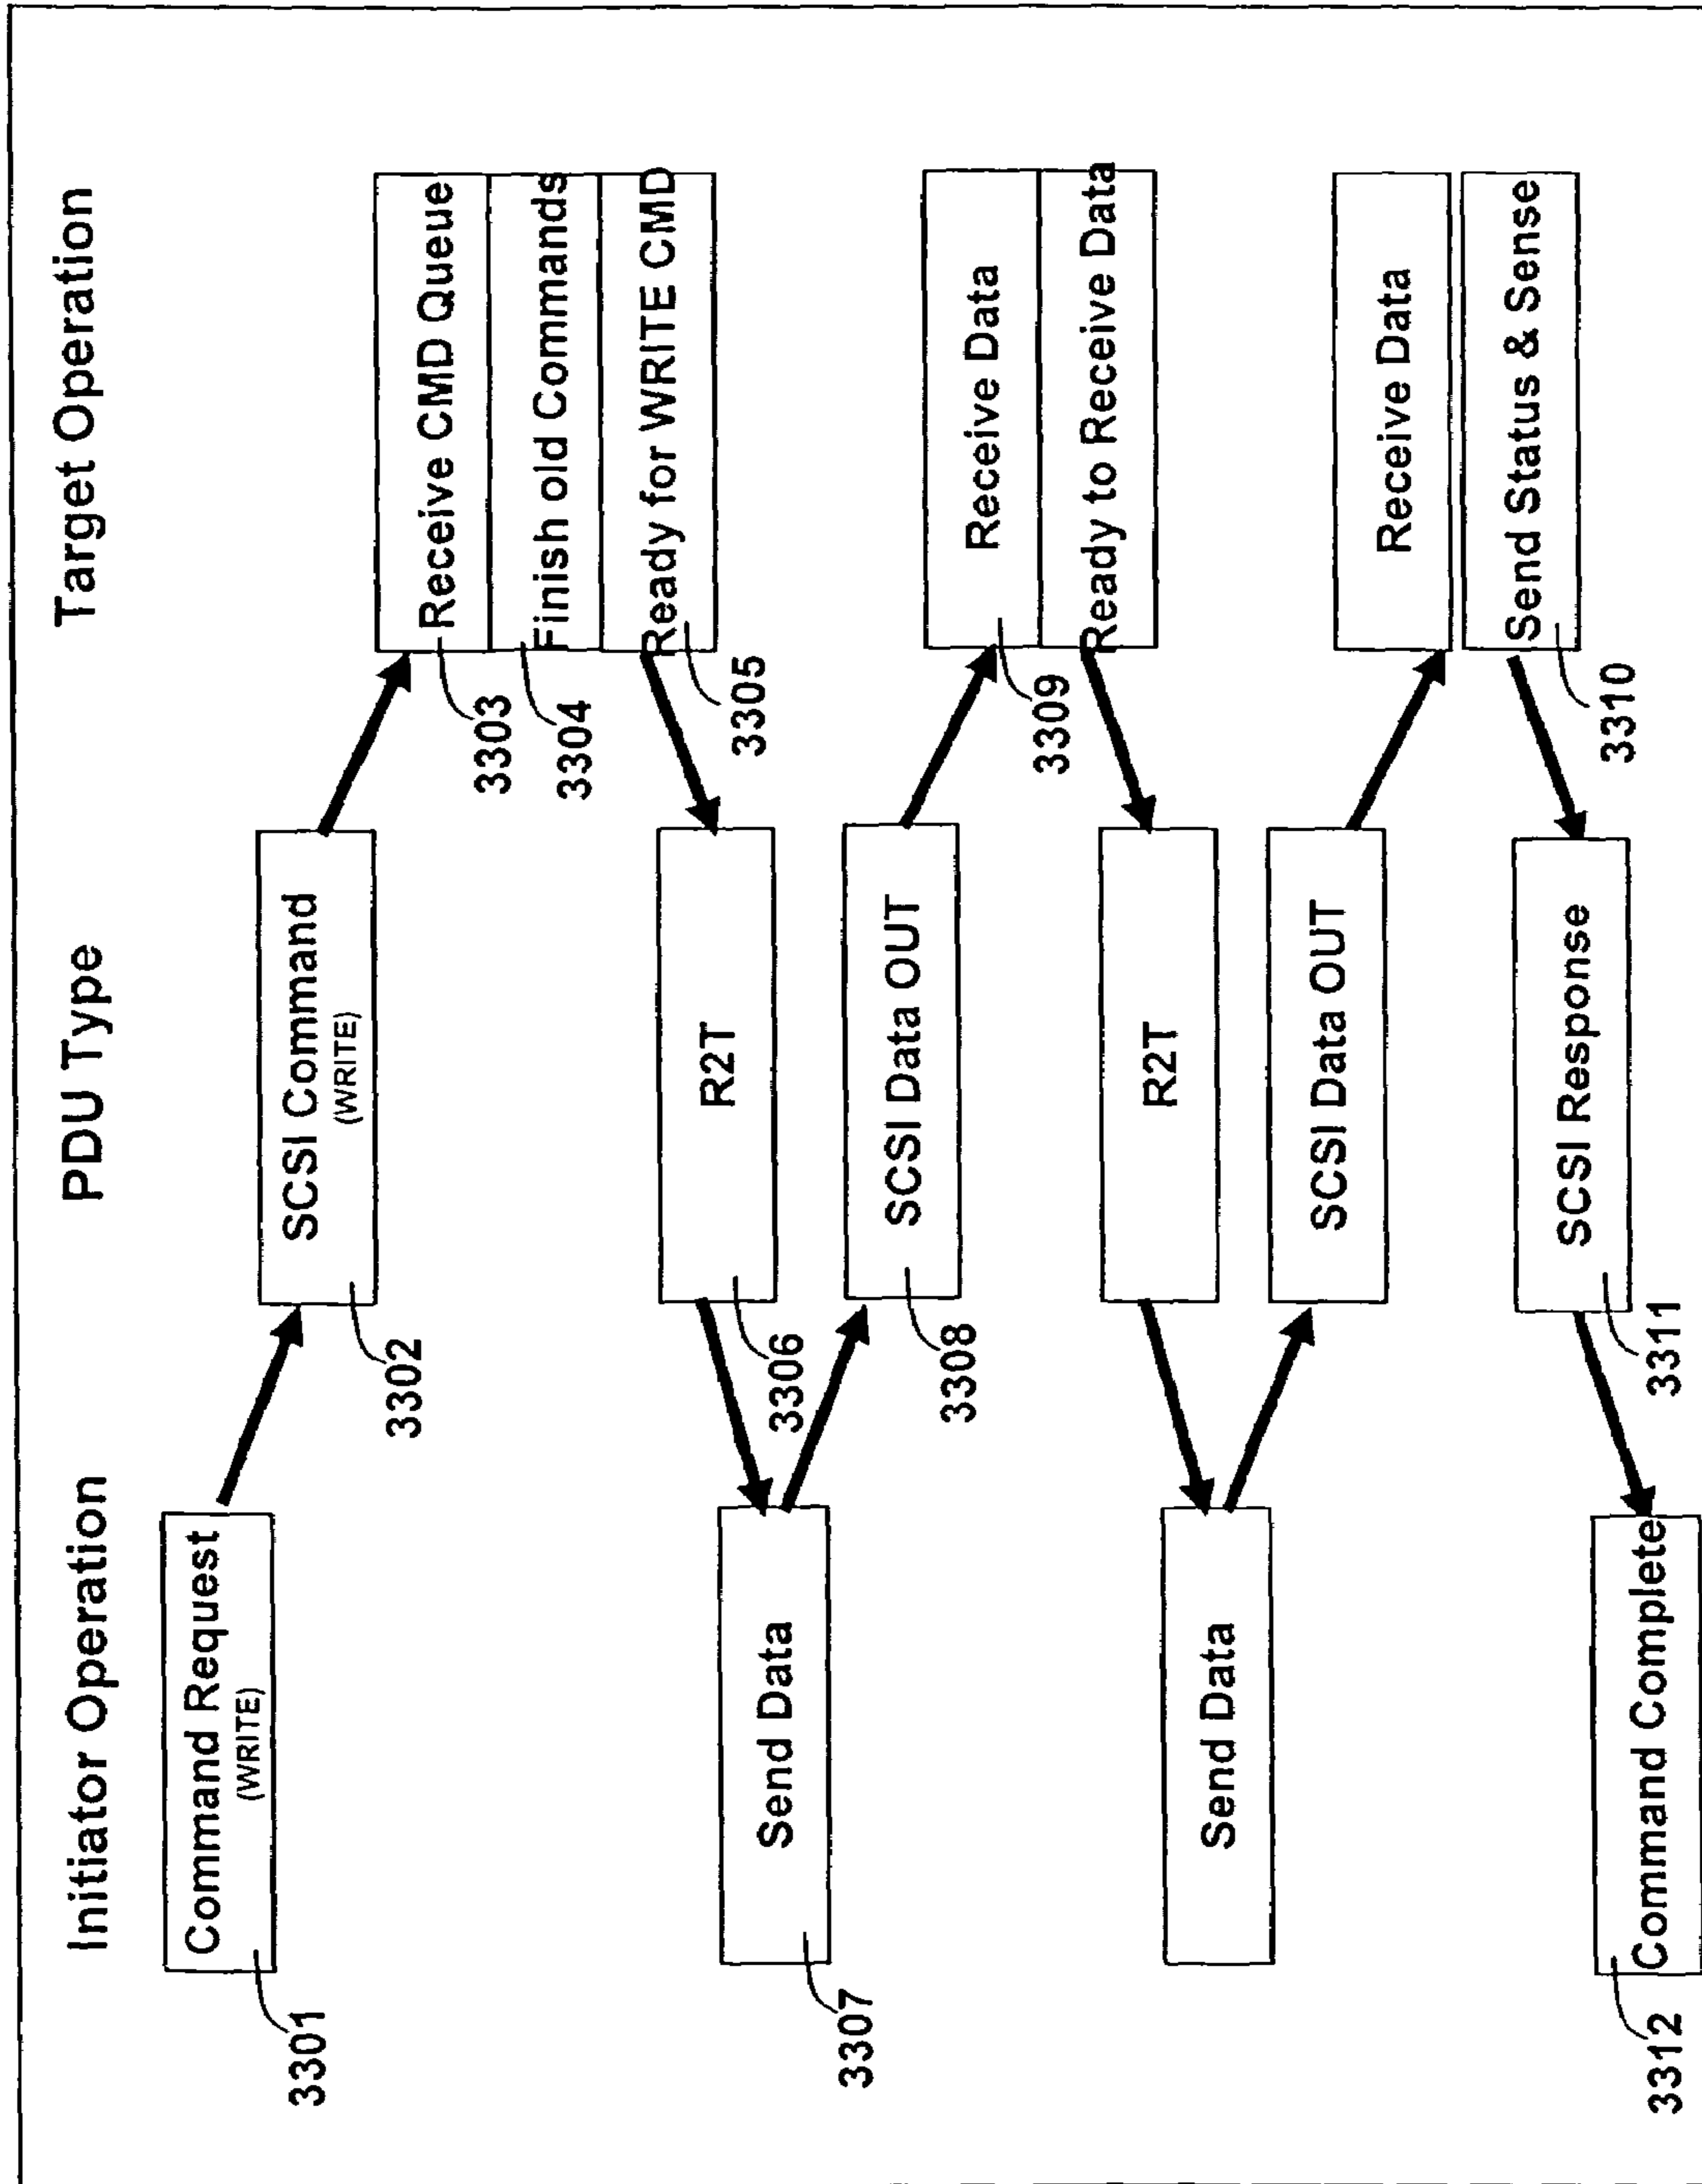 Initiator Operation
PDU Type
Target Operation
Command Request
(WRITE)
3301
SCSI Command
(WRITE)
3302
Receive CMD Queue
3303
Finish old Commands
3304
Ready for WRITE CMD
3305
R2T
3306
Send Data
3307
SCSI Data OUT
3308
Receive Data
3309
Ready to Receive Data
R2T
Send Data
SCSI Data OUT
Receive Data
Send Status & Sense
3310
SCSI Response
3311
Command Complete
3312